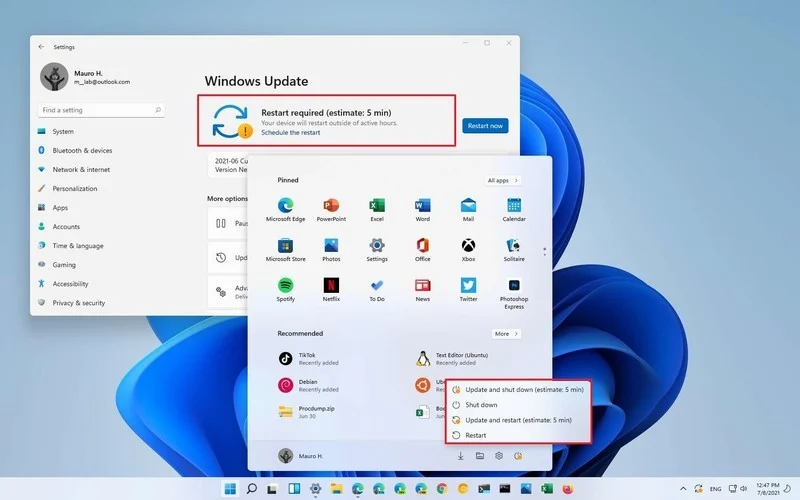 Settings
Mauro H.
m_lab@outlook.com
Find a setting
System
Bluetooth & devices
Network & internet
Personalization
Apps
Accounts
Time & language
Gaming
Accessibility
Privacy & security
Windows Update
Restart required (estimate: 5 min)
Your device will restart outside of active hours.
Schedule the restart
Restart now
2021-06 Cu
Version Ne
More options
Paus
Upd
Adva
Deliv
Pinned
All apps
Microsoft Edge
PowerPoint
Excel
Word
Mail
Calendar
Microsoft Store
Photos
Settings
Office
Xbox
Solitaire
Spotify
Netflix
To Do
News
Twitter
Photoshop
Express
Recommended
More
TikTok
Recently added
Text Editor (Ubuntu)
Recently added
Debian
Recently added
Ubu
Rec
Procdump.zip
Jun 30
Boo
Update and shut down (estimate: 5 min)
Shut down
Update and restart (estimate: 5 min)
Restart
Mauro H.
ENG
12:47 PM
7/8/2021